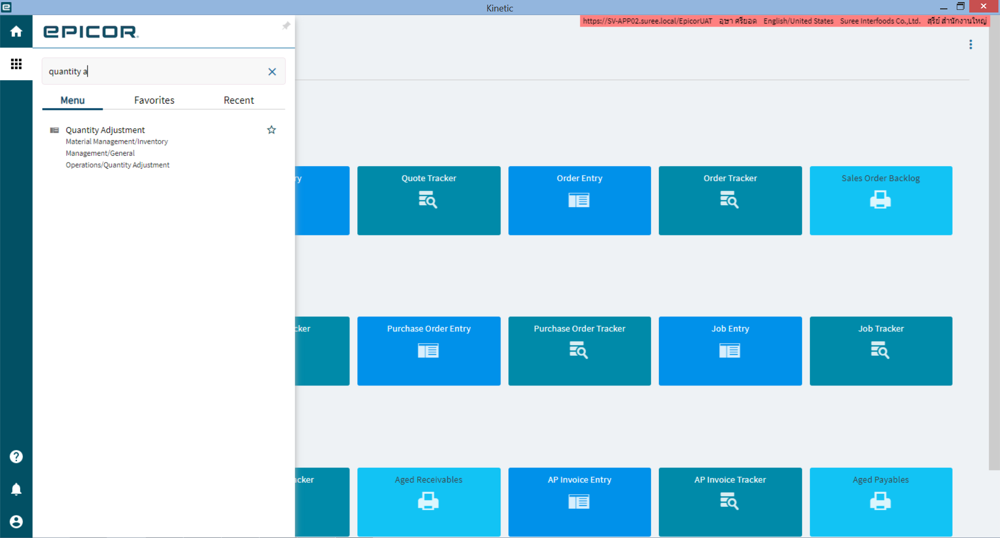 Kinetic
https://SV-APP02.suree.local/EpicorUAT อุษา ศรียอด English/United States Suree Interfoods Co.,Ltd. สุรีย์ สำนักงานใหญ่
EPICOR
quantity a
Menu Favorites Recent
Quantity Adjustment
Material Management/Inventory
Management/General
Operations/Quantity Adjustment
ry Quote Tracker Order Entry Order Tracker Sales Order Backlog
cker Purchase Order Entry Purchase Order Tracker Job Entry Job Tracker
acker Aged Receivables AP Invoice Entry AP Invoice Tracker Aged Payables